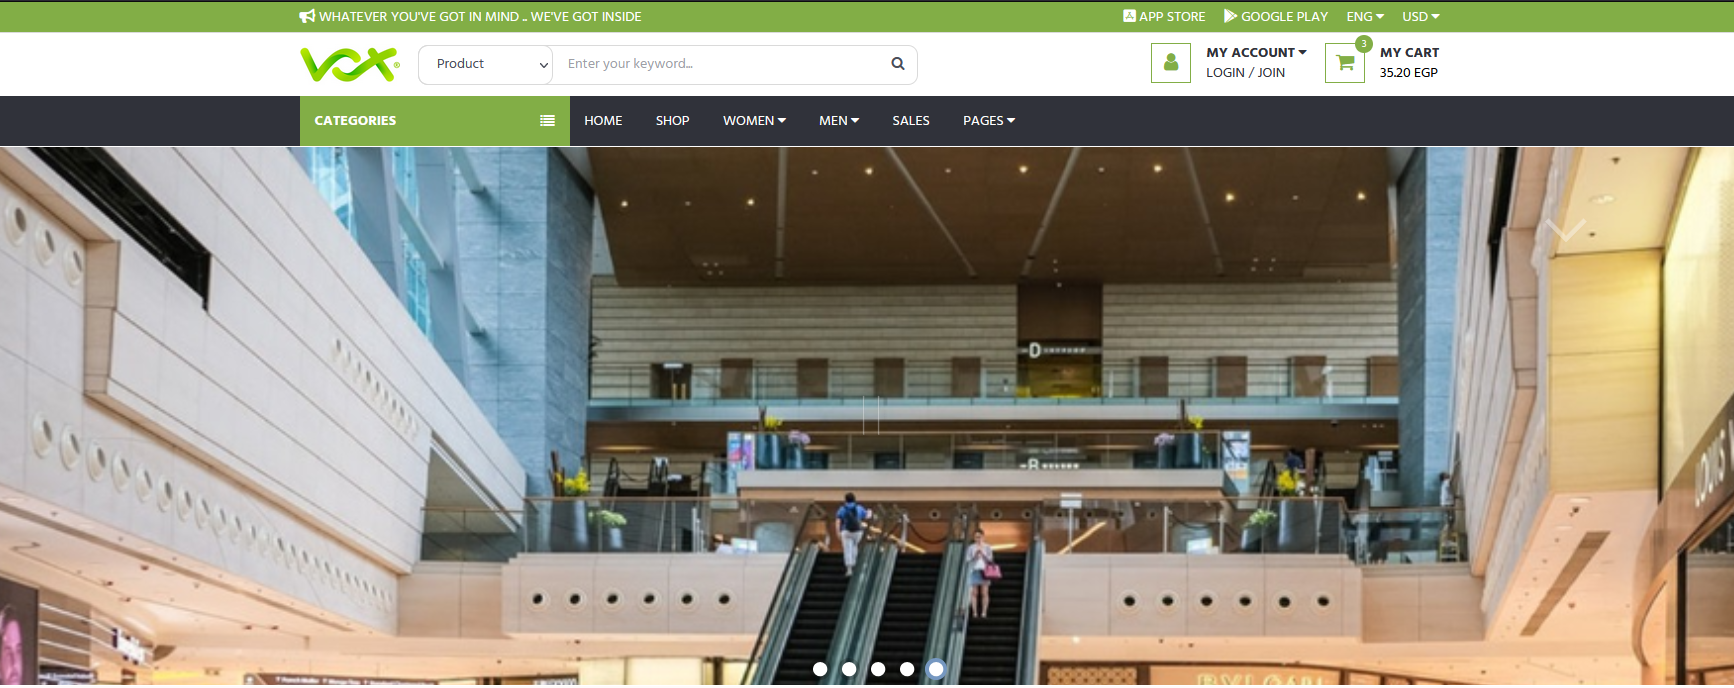 WHATEVER YOU'VE GOT IN MIND .. WE'VE GOT INSIDE
APP STORE GOOGLE PLAY ENG USD
VOX®
Product
Enter your keyword...
MY ACCOUNT
LOGIN / JOIN
3
MY CART
35.20 EGP
CATEGORIES
HOME SHOP WOMEN MEN SALES PAGES
D
B
BVLGARI